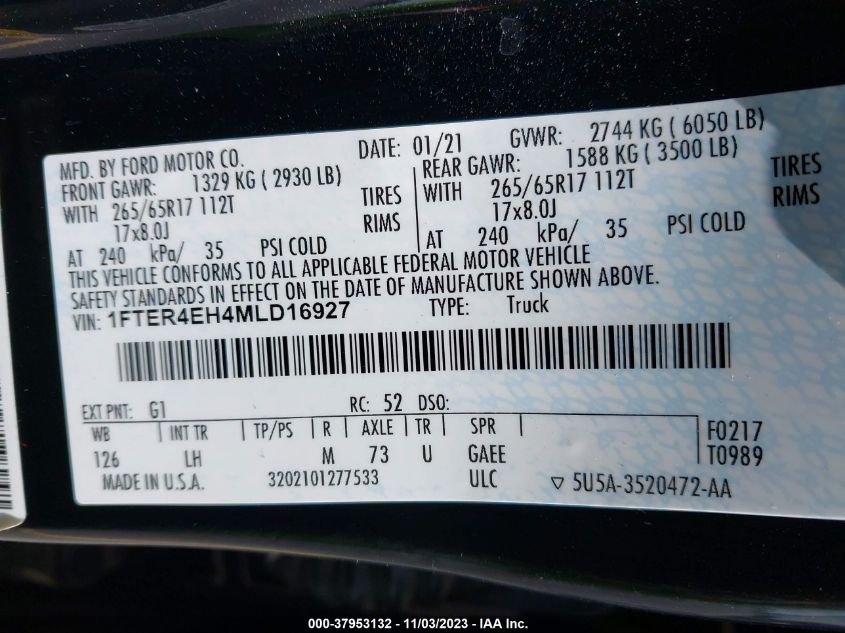 MFD. BY FORD MOTOR CO. DATE: 01/21 GVWR: 2744 KG ( 6050 LB)
FRONT GAWR: 1329 KG ( 2930 LB) REAR GAWR: 1588 KG ( 3500 LB)
WITH 265/65R17 112T TIRES WITH 265/65R17 112T TIRES
17x8.0J RIMS 17x8.0J RIMS
AT 240 kPa/ 35 PSI COLD AT 240 kPa/ 35 PSI COLD
THIS VEHICLE CONFORMS TO ALL APPLICABLE FEDERAL MOTOR VEHICLE
SAFETY STANDARDS IN EFFECT ON THE DATE OF MANUFACTURE SHOWN ABOVE.
VIN: 1FTER4EH4MLD16927 TYPE: Truck
EXT PNT: G1 RC: 52 DSO:
WB INT TR TP/PS R AXLE TR SPR F0217
126 LH M 73 U GAEE T0989
MADE IN U.S.A. 3202101277533 ULC ▽ 5U5A-3520472-AA
000-37953132 - 11/03/2023 - IAA Inc.